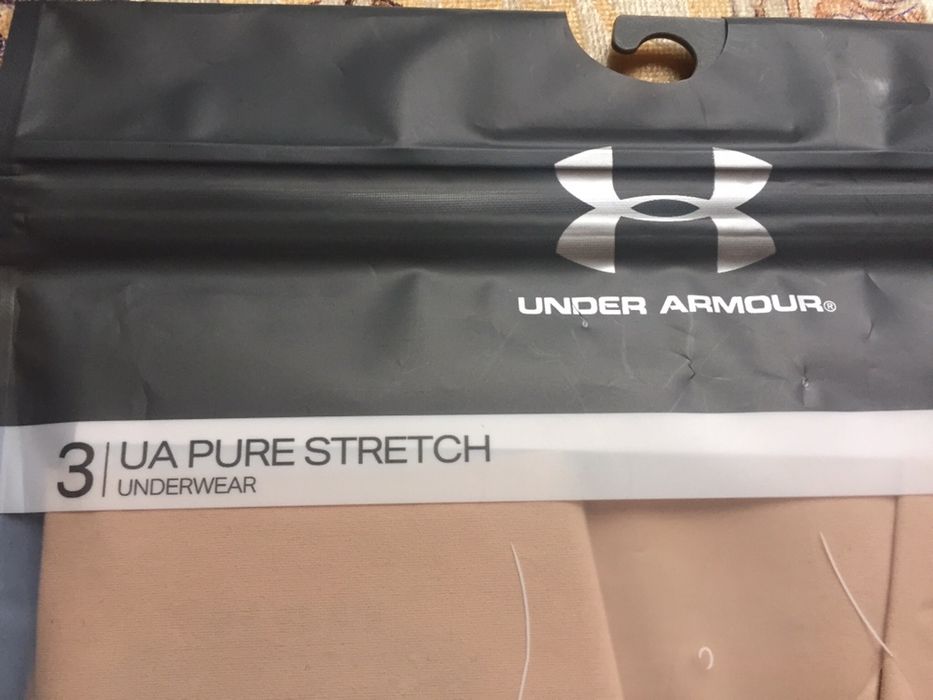 UNDER ARMOUR®
3 | UA PURE STRETCH
UNDERWEAR